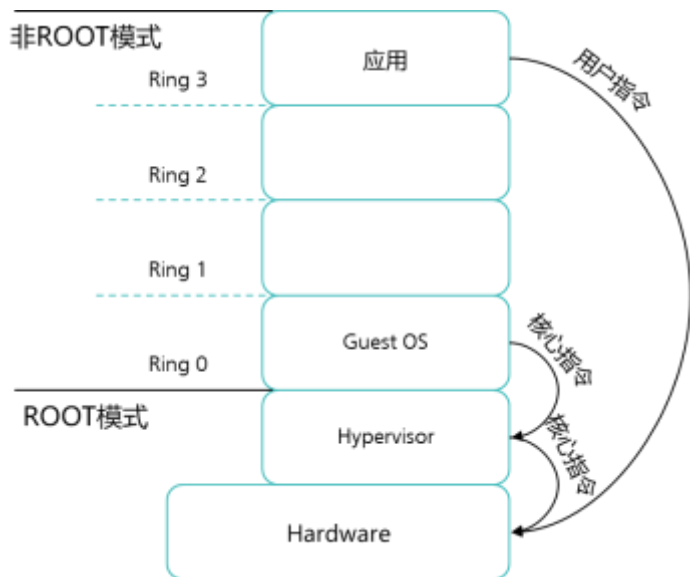 非ROOT模式
应用
用户指令
Ring 3
Ring 2
Ring 1
Guest OS
核心指令
Ring 0
ROOT模式
Hypervisor
核心指令
Hardware